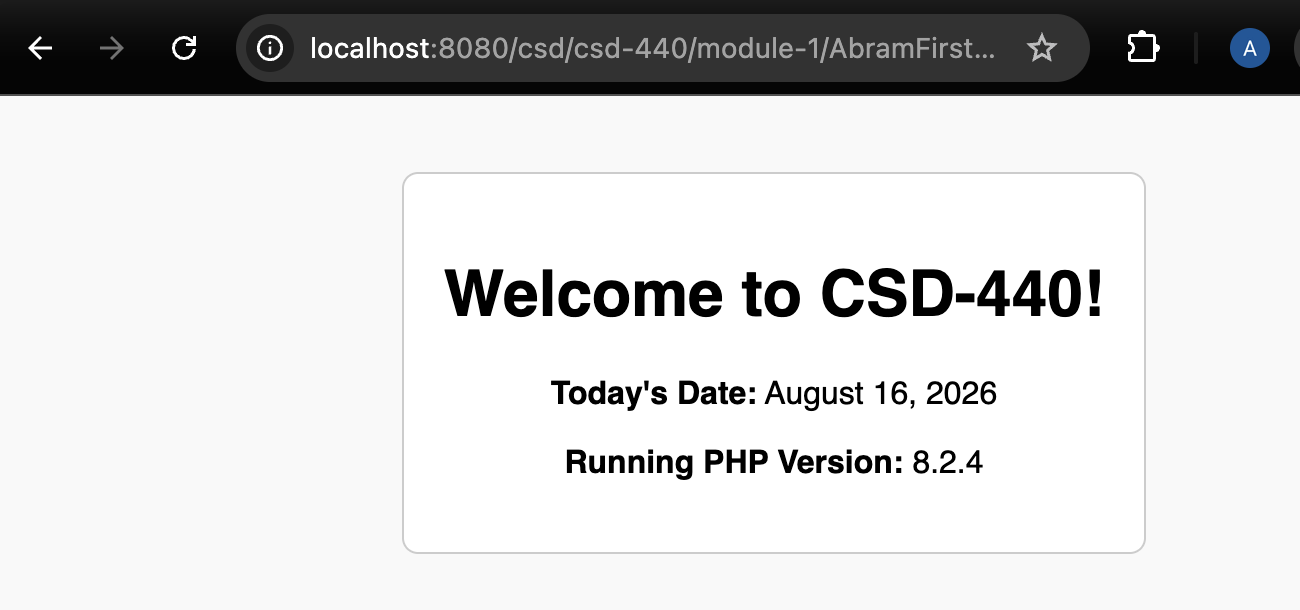 localhost:8080/csd/csd-440/module-1/AbramFirst...
A
Welcome to CSD-440!
Today's Date: August 16, 2026
Running PHP Version: 8.2.4